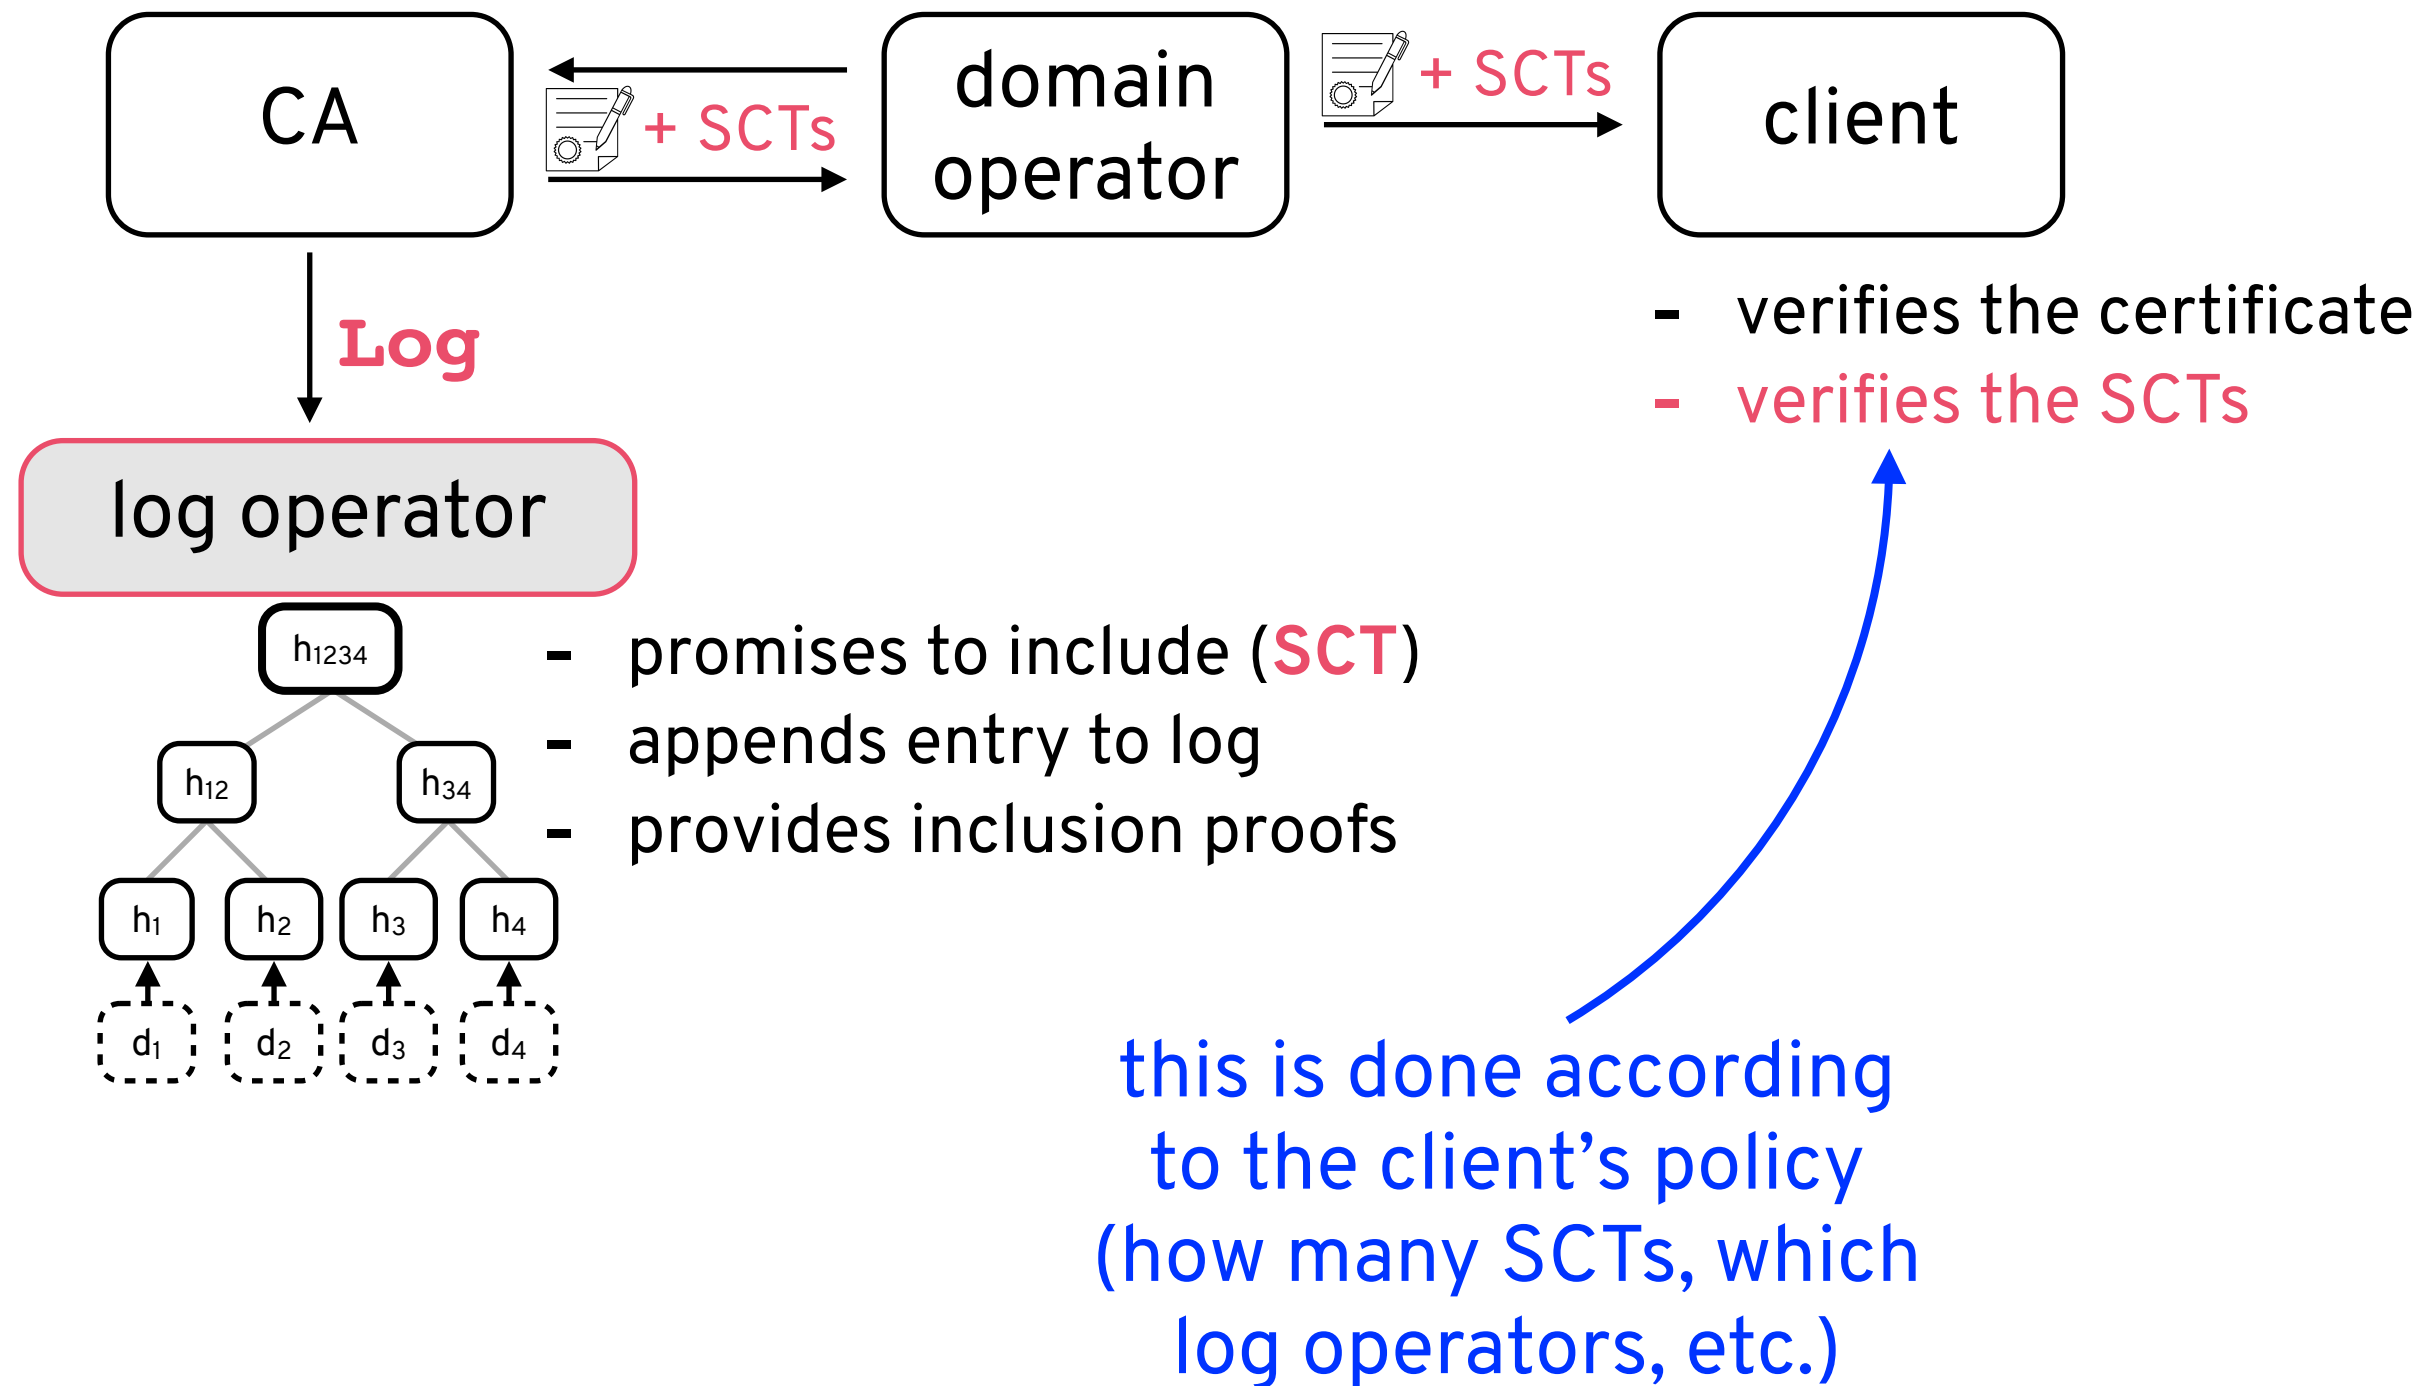 CA
+ SCTs
domain
operator
+ SCTs
client
- verifies the certificate
- verifies the SCTs
Log
log operator
h1234
h12
h34
h1
h2
h3
h4
d1
d2
d3
d4
- promises to include (SCT)
- appends entry to log
- provides inclusion proofs
this is done according
to the client’s policy
(how many SCTs, which
log operators, etc.)